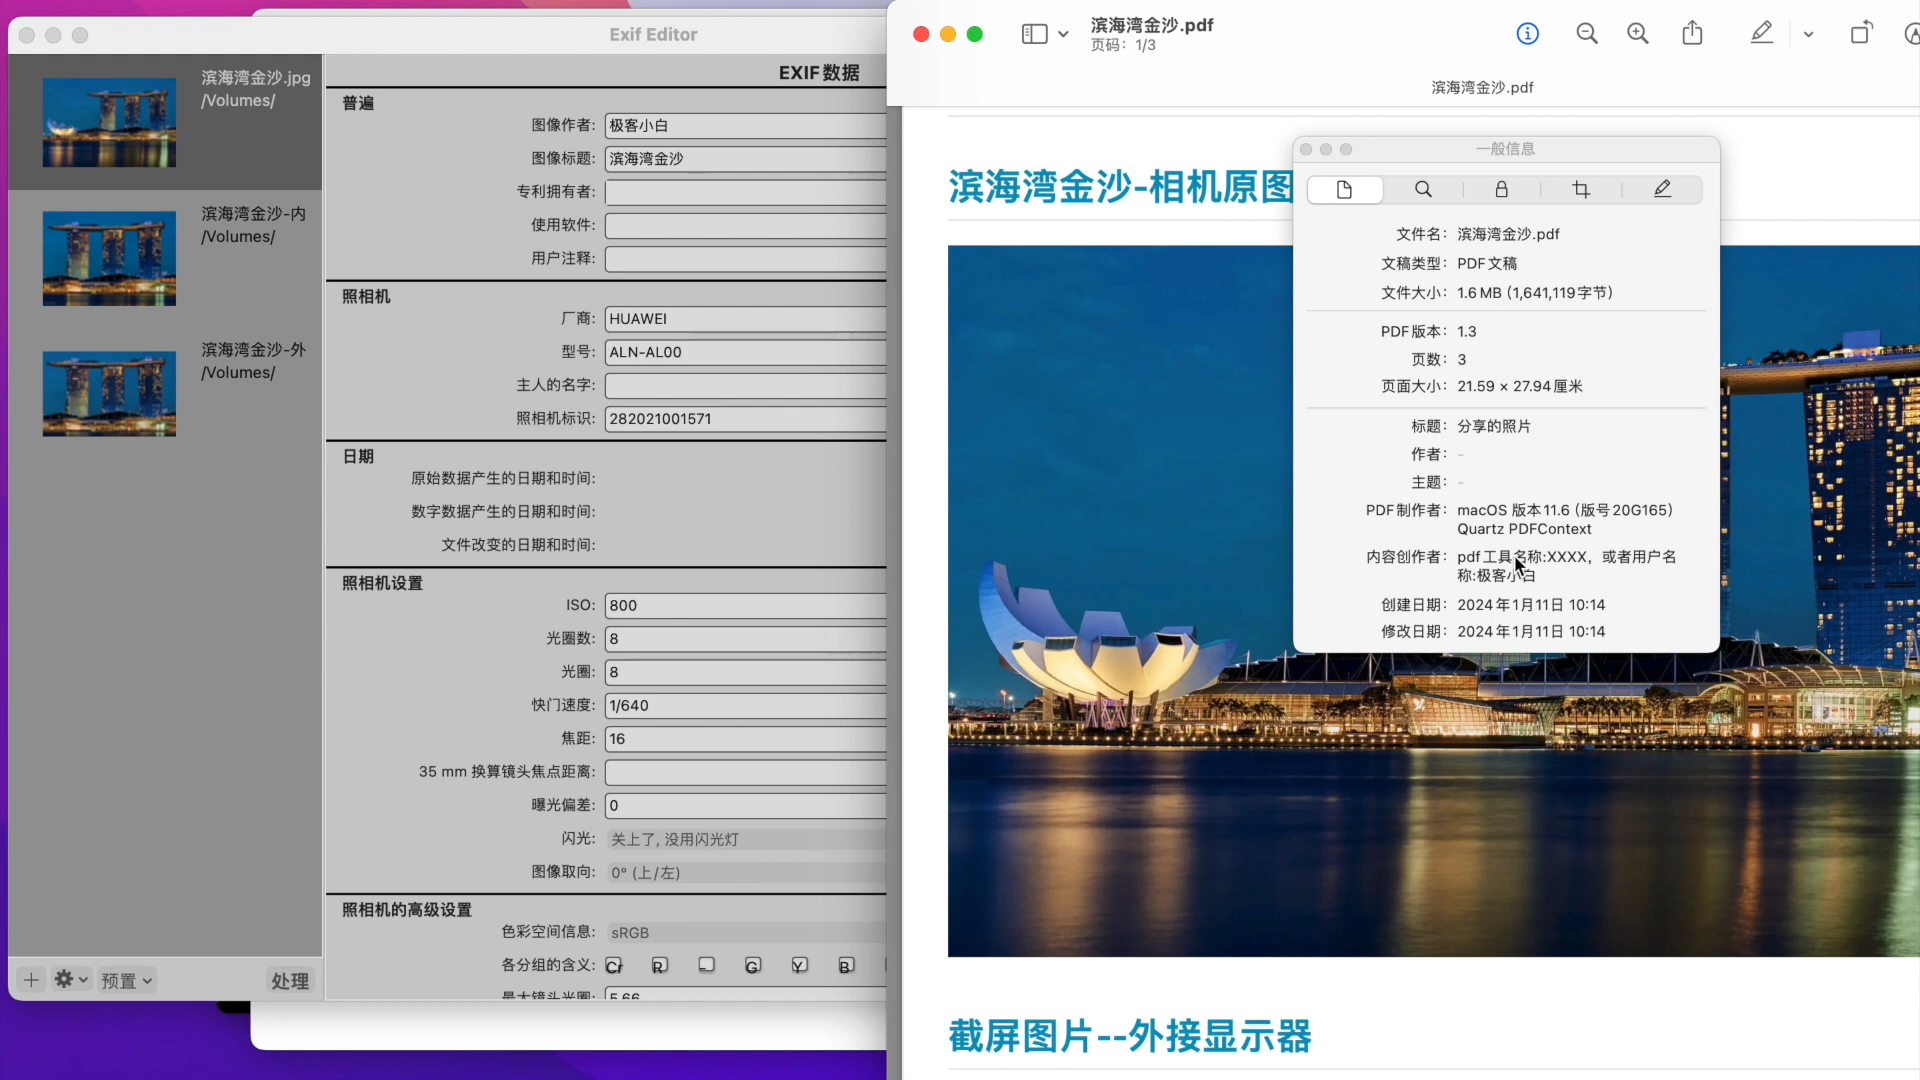 Exif Editor
滨海湾金沙.jpg
/Volumes/
滨海湾金沙-内
/Volumes/
滨海湾金沙-外
/Volumes/
预置
处理
EXIF数据
普遍
图像作者: 极客小白
图像标题: 滨海湾金沙
专利拥有者:
使用软件:
用户注释:
照相机
厂商: HUAWEI
型号: ALN-AL00
主人的名字:
照相机标识: 282021001571
日期
原始数据产生的日期和时间:
数字数据产生的日期和时间:
文件改变的日期和时间:
照相机设置
ISO: 800
光圈数: 8
光圈: 8
快门速度: 1/640
焦距: 16
35 mm 换算镜头焦点距离:
曝光偏差: 0
闪光: 关上了, 没用闪光灯
图像取向: 0° (上/左)
照相机的高级设置
色彩空间信息: sRGB
各分组的含义: Cr R - G Y B
最大镜头光圈: 5.66
滨海湾金沙.pdf
页码: 1/3
滨海湾金沙.pdf
滨海湾金沙-相机原图
一般信息
文件名: 滨海湾金沙.pdf
文稿类型: PDF文稿
文件大小: 1.6 MB (1,641,119字节)
PDF版本: 1.3
页数: 3
页面大小: 21.59 × 27.94厘米
标题: 分享的照片
作者: -
主题: -
PDF制作者: macOS 版本11.6 (版号20G165)
Quartz PDFContext
内容创作者: pdf工具名称:XXXX，或者用户名
称:极客小白
创建日期: 2024年1月11日 10:14
修改日期: 2024年1月11日 10:14
截屏图片--外接显示器